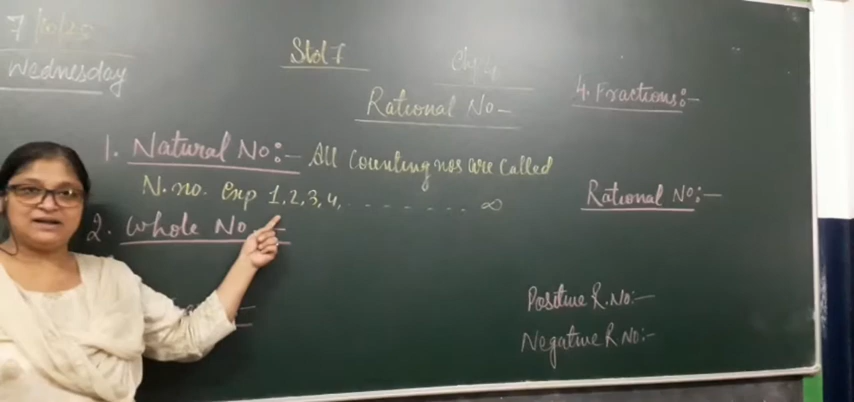 Wednesday
Std 7
Ch 4
Rational No -
1. Natural No:- All Counting nos are Called
N. no. exp 1, 2, 3, 4, - - - - - - - ∞
2. Whole No
4. Fractions:-
Rational No:-
Positive R. No:-
Negative R No:-